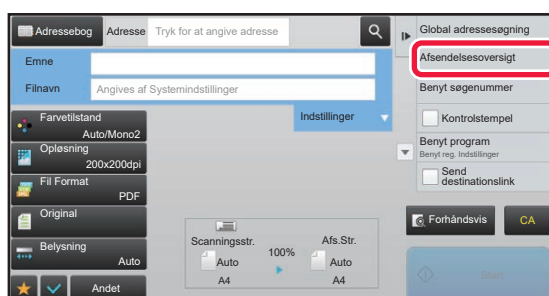 Adressebog
Adresse
Tryk for at angive adresse
Emne
Filnavn
Angives af Systemindstillinger
Indstillinger
Farvetilstand
Auto/Mono2
Opløsning
200x200dpi
Fil Format
PDF
Original
Belysning
Auto
Andet
Scanningsstr.
Auto
A4
100%
Afs.Str.
Auto
A4
Global adressesøgning
Afsendelsesoversigt
Benyt søgenummer
Kontrolstempel
Benyt program
Benyt reg. Indstillinger
Send
destinationslink
Forhåndsvis
CA
Start